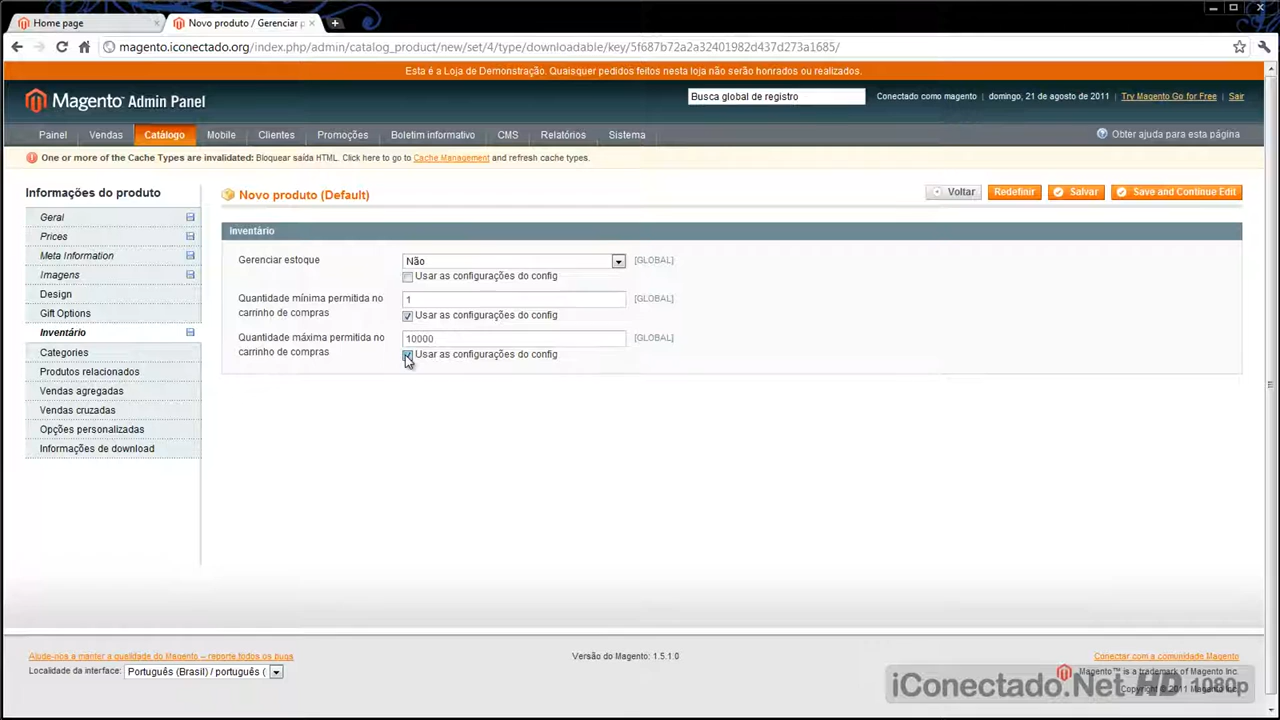 Home page
Novo produto / Gerenciar p
magento.iconectado.org/index.php/admin/catalog_product/new/set/4/type/downloadable/key/5f687b72a2a32401982d437d273a1685/
Esta é a Loja de Demonstração. Quaisquer pedidos feitos nesta loja não serão honrados ou realizados.
Magento™ Admin Panel
Busca global de registro
Conectado como magento | domingo, 21 de agosto de 2011 | Try Magento Go for Free | Sair
Painel Vendas Catálogo Mobile Clientes Promoções Boletim informativo CMS Relatórios Sistema
Obter ajuda para esta página
One or more of the Cache Types are invalidated: Bloquear saída HTML. Click here to go to Cache Management and refresh cache types.
Informações do produto
Geral
Prices
Meta Information
Imagens
Design
Gift Options
Inventário
Categories
Produtos relacionados
Vendas agregadas
Vendas cruzadas
Opções personalizadas
Informações de download
Novo produto (Default)
Voltar Redefinir Salvar Save and Continue Edit
Inventário
Gerenciar estoque Não [GLOBAL]
Usar as configurações do config
Quantidade mínima permitida no 1 [GLOBAL]
carrinho de compras Usar as configurações do config
Quantidade máxima permitida no 10000 [GLOBAL]
carrinho de compras Usar as configurações do config
Ajude-nos a manter a qualidade do Magento – reporte todos os bugs
Localidade da interface: Português (Brasil) / português (
Versão do Magento: 1.5.1.0
Conectar com a comunidade Magento
Magento™ is a trademark of Magento Inc.
Copyright © 2011 Magento Inc.
iConectado.Net HD 1080p